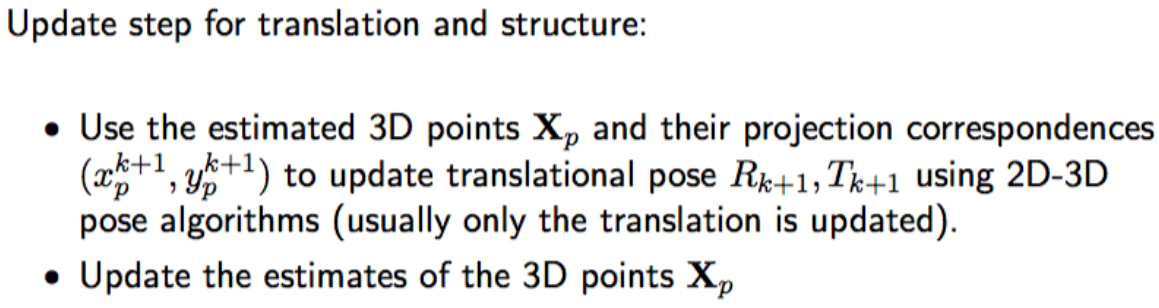 Update step for translation and structure:
• Use the estimated 3D points $\mathbf{X}_p$ and their projection correspondences
$(x_p^{k+1}, y_p^{k+1})$ to update translational pose $R_{k+1}, T_{k+1}$ using 2D-3D
pose algorithms (usually only the translation is updated).
• Update the estimates of the 3D points $\mathbf{X}_p$